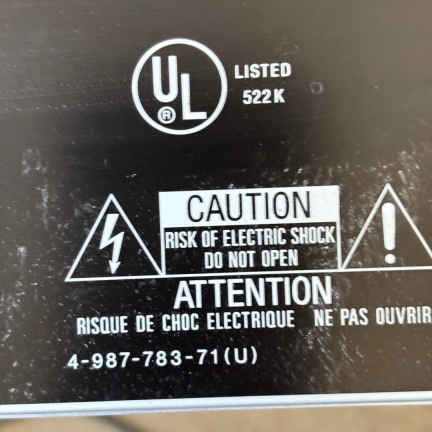 UL
®
LISTED
522K
CAUTION
RISK OF ELECTRIC SHOCK
DO NOT OPEN
!
ATTENTION
RISQUE DE CHOC ELECTRIQUE NE PAS OUVRIR
4-987-783-71(U)